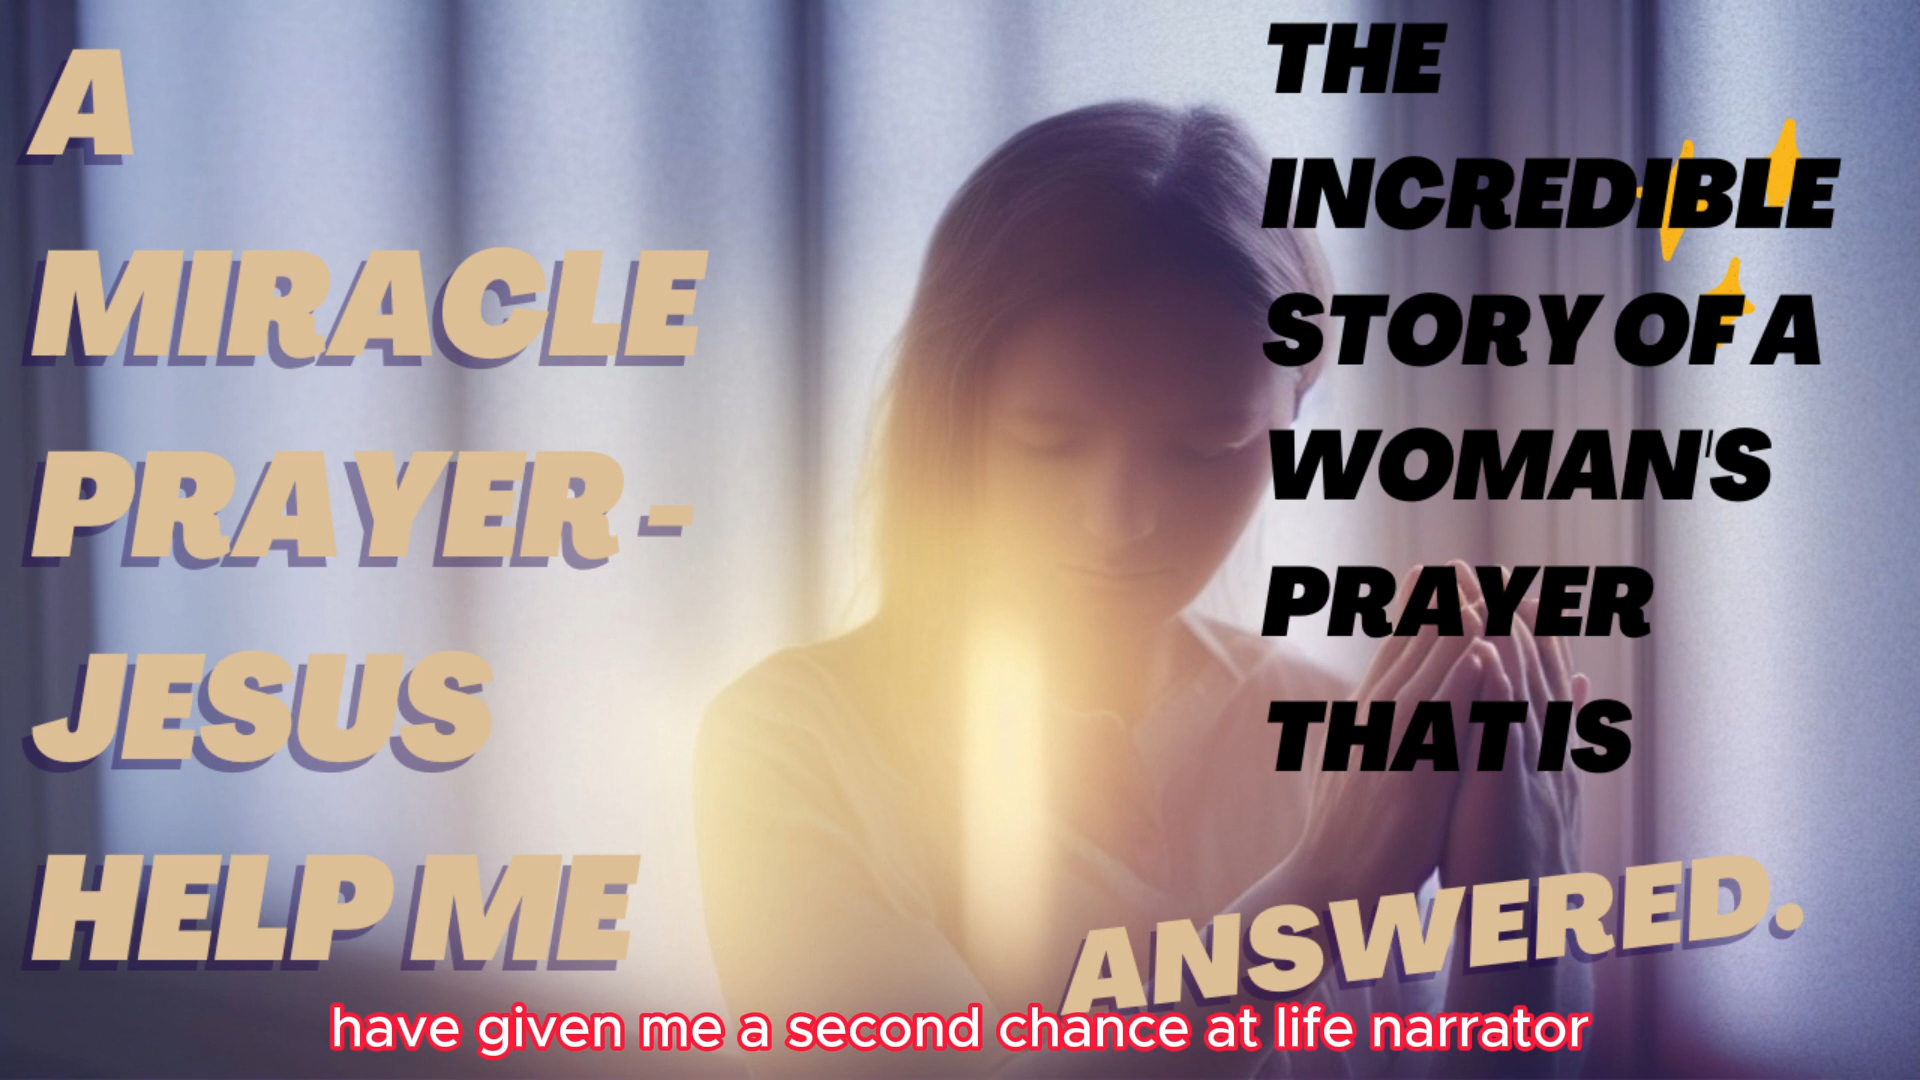 A
MIRACLE
PRAYER -
JESUS
HELP ME
THE
INCREDIBLE
STORY OF A
WOMAN'S
PRAYER
THAT IS
ANSWERED.
have given me a second chance at life narrator